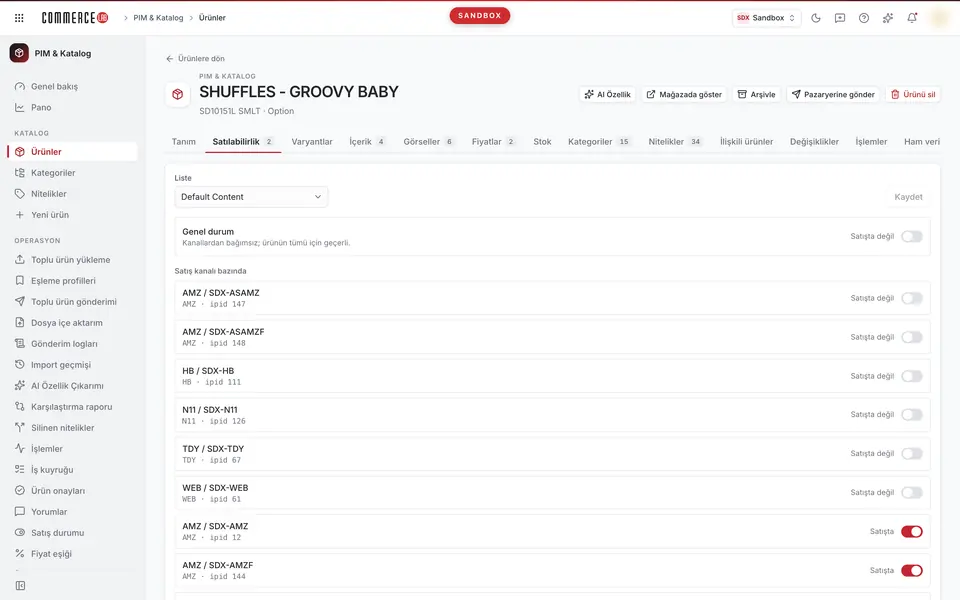 COMMERCE LAB
PIM & Katalog
Ürünler
SANDBOX
SDX Sandbox
PIM & Katalog
Genel bakış
Pano
KATALOG
Ürünler
Kategoriler
Nitelikler
Yeni ürün
OPERASYON
Toplu ürün yükleme
Eşleme profilleri
Toplu ürün gönderimi
Dosya içe aktarım
Gönderim logları
Import geçmişi
AI Özellik Çıkarımı
Karşılaştırma raporu
Silinen nitelikler
İşlemler
İş kuyruğu
Ürün onayları
Yorumlar
Satış durumu
Fiyat eşiği
Ürünlere dön
PIM & KATALOG
SHUFFLES - GROOVY BABY
SD10151L SMLT · Option
AI Özellik
Mağazada göster
Arşivle
Pazaryerine gönder
Ürünü sil
Tanım
Satılabilirlik 2
Varyantlar
İçerik 4
Görseller 6
Fiyatlar 2
Stok
Kategoriler 15
Nitelikler 34
İlişkili ürünler
Değişiklikler
İşlemler
Ham veri
Liste
Default Content
Kaydet
Genel durum
Kanallardan bağımsız; ürünün tümü için geçerli.
Satışta değil
Satış kanalı bazında
AMZ / SDX-ASAMZ
AMZ · ipid 147
Satışta değil
AMZ / SDX-ASAMZF
AMZ · ipid 148
Satışta değil
HB / SDX-HB
HB · ipid 111
Satışta değil
N11 / SDX-N11
N11 · ipid 126
Satışta değil
TDY / SDX-TDY
TDY · ipid 67
Satışta değil
WEB / SDX-WEB
WEB · ipid 61
Satışta değil
AMZ / SDX-AMZ
AMZ · ipid 12
Satışta
AMZ / SDX-AMZF
AMZ · ipid 144
Satışta